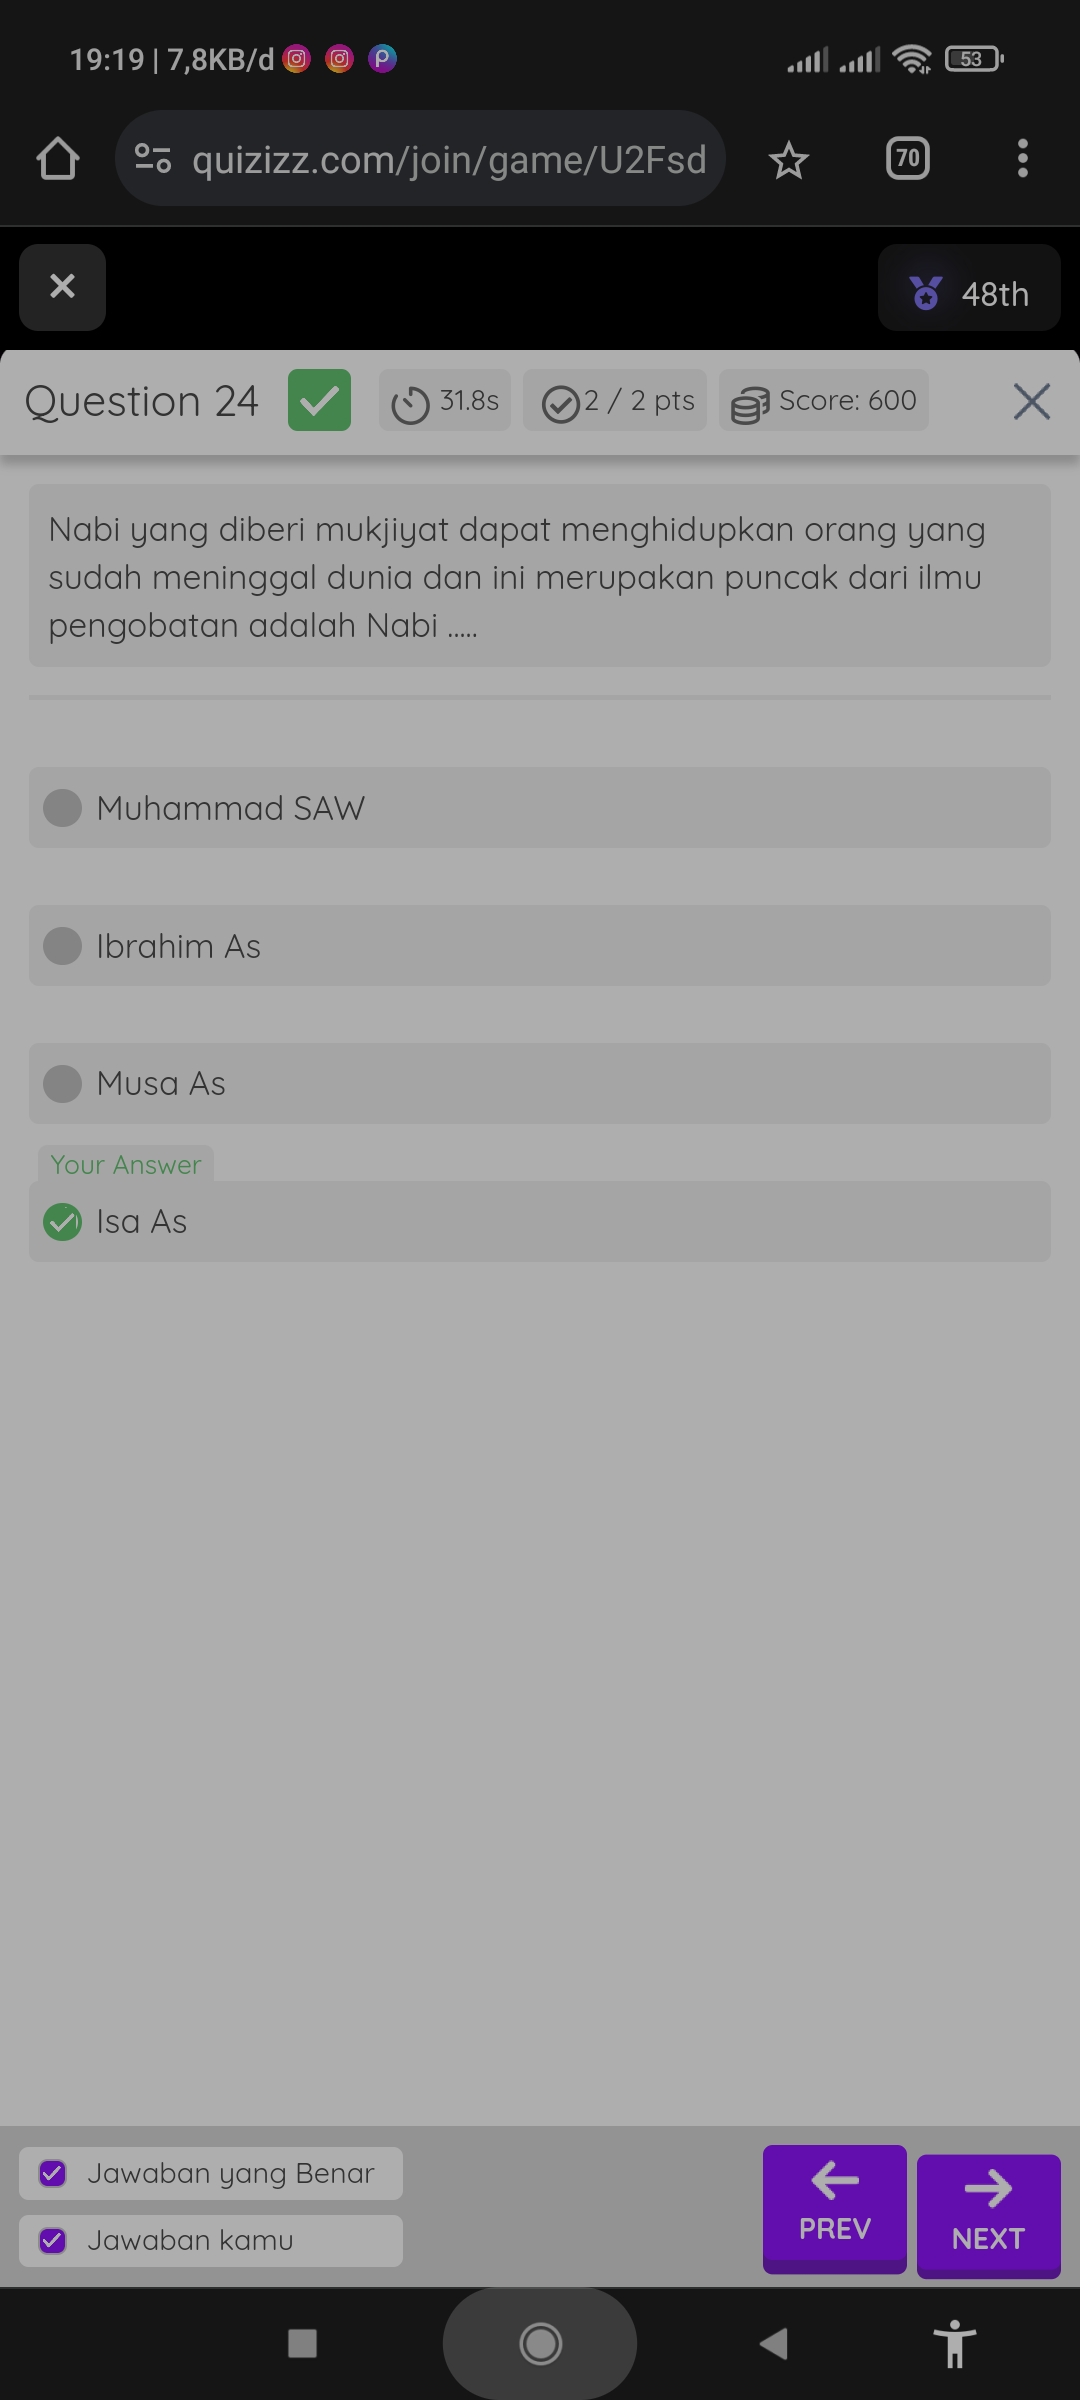 19:19 | 7,8KB/d
53
quizizz.com/join/game/U2Fsd
70
48th
Question 24
31.8s
2 / 2 pts
Score: 600
Nabi yang diberi mukjiyat dapat menghidupkan orang yang
sudah meninggal dunia dan ini merupakan puncak dari ilmu
pengobatan adalah Nabi .....
Muhammad SAW
Ibrahim As
Musa As
Your Answer
Isa As
Jawaban yang Benar
Jawaban kamu
PREV
NEXT